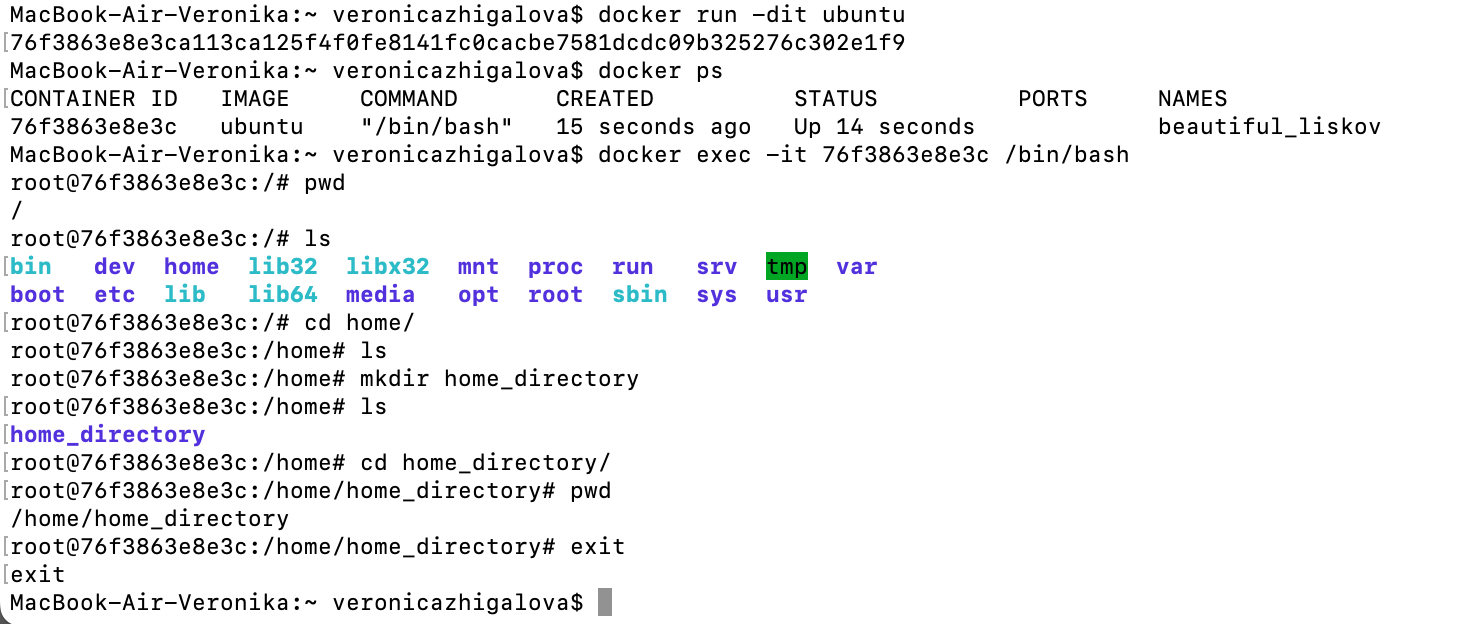 MacBook-Air-Veronika:~ veronicazhigalova$ docker run -dit ubuntu
[76f3863e8e3ca113ca125f4f0fe8141fc0cacbe7581dcdc09b325276c302e1f9
MacBook-Air-Veronika:~ veronicazhigalova$ docker ps
[CONTAINER ID   IMAGE     COMMAND       CREATED          STATUS          PORTS     NAMES
76f3863e8e3c   ubuntu    "/bin/bash"   15 seconds ago   Up 14 seconds             beautiful_liskov
MacBook-Air-Veronika:~ veronicazhigalova$ docker exec -it 76f3863e8e3c /bin/bash
root@76f3863e8e3c:/# pwd
/
root@76f3863e8e3c:/# ls
[bin   dev  home  lib32  libx32  mnt  proc  run   srv  tmp  var
boot  etc  lib   lib64  media   opt  root  sbin  sys  usr
[root@76f3863e8e3c:/# cd home/
root@76f3863e8e3c:/home# ls
root@76f3863e8e3c:/home# mkdir home_directory
[root@76f3863e8e3c:/home# ls
[home_directory
[root@76f3863e8e3c:/home# cd home_directory/
[root@76f3863e8e3c:/home/home_directory# pwd
/home/home_directory
[root@76f3863e8e3c:/home/home_directory# exit
[exit
MacBook-Air-Veronika:~ veronicazhigalova$